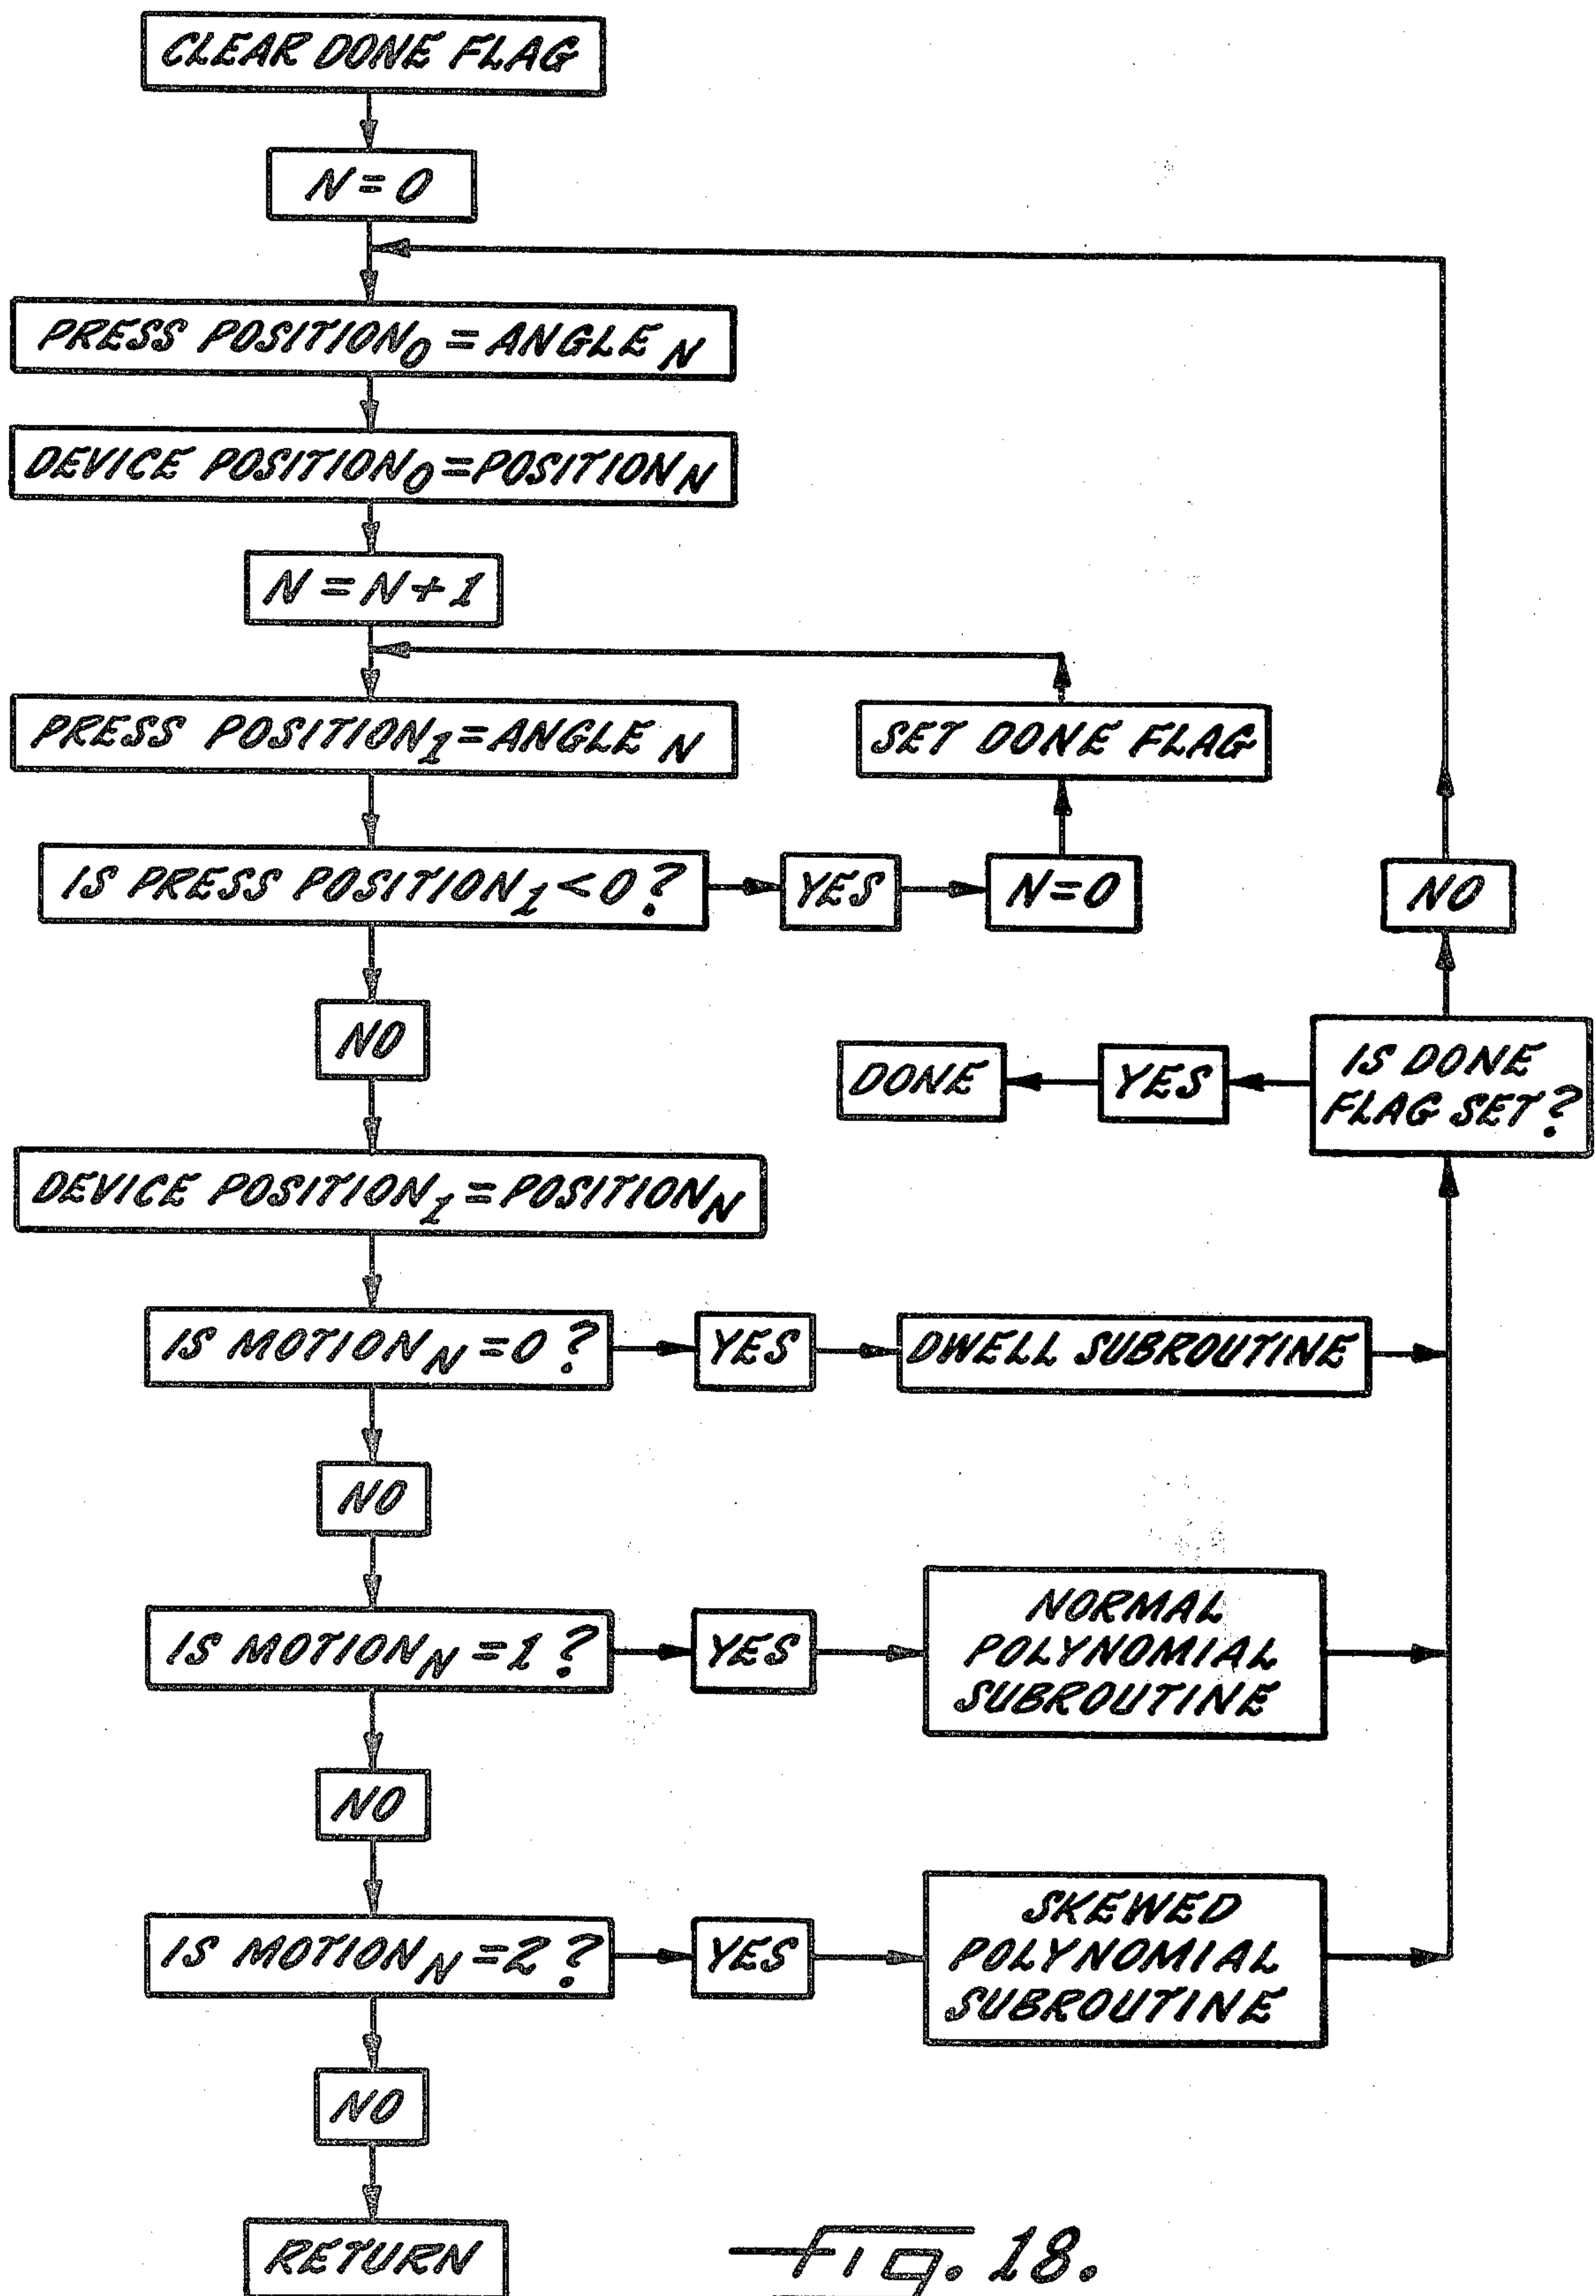 CLEAR DONE FLAG
N=0
PRESS POSITION₀ = ANGLE N
DEVICE POSITION₀ = POSITION N
N = N + 1
PRESS POSITION₁ = ANGLE N
SET DONE FLAG
IS PRESS POSITION₁ < 0 ?
YES
N=0
NO
NO
DONE
YES
IS DONE
FLAG SET ?
DEVICE POSITION₁ = POSITION N
IS MOTION N = 0 ?
YES
DWELL SUBROUTINE
NO
IS MOTION N = 1 ?
YES
NORMAL
POLYNOMIAL
SUBROUTINE
NO
IS MOTION N = 2 ?
YES
SKEWED
POLYNOMIAL
SUBROUTINE
NO
RETURN
Fig. 18.